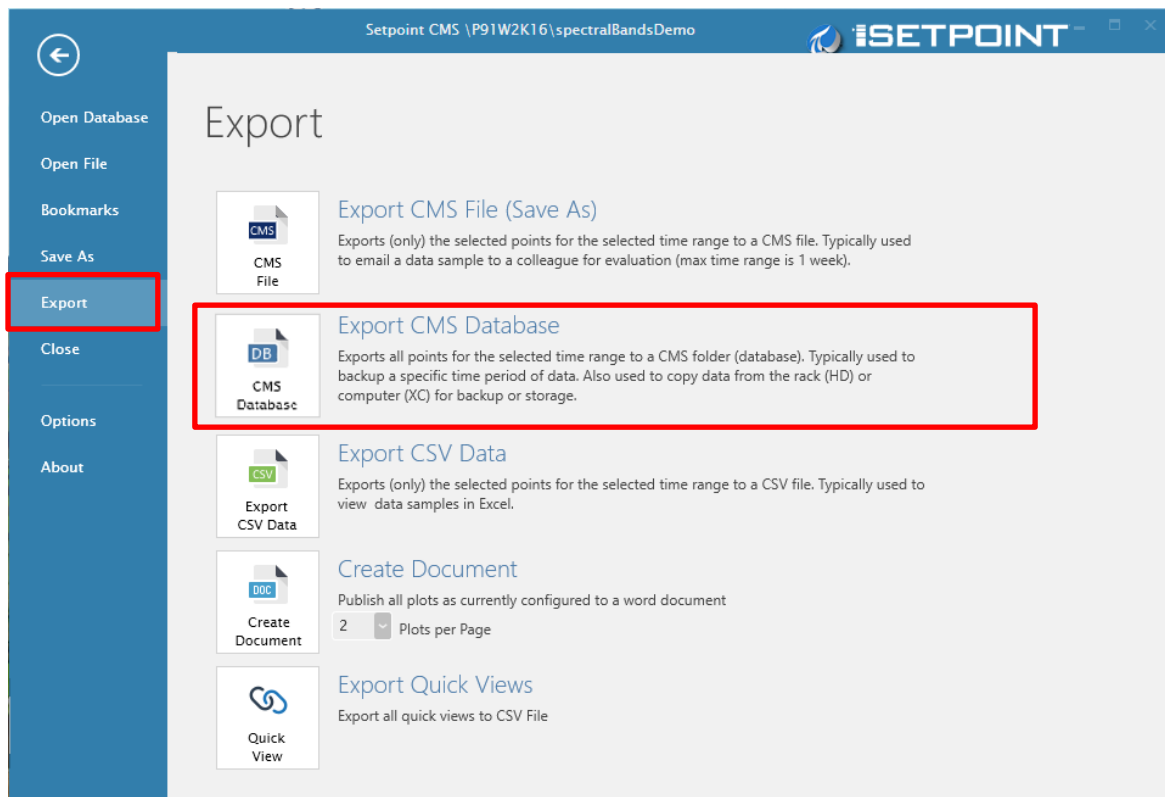 Setpoint CMS \P91W2K16\spectralBandsDemo
SETPOINT
Open Database
Open File
Bookmarks
Save As
Export
Close
Options
About
Export
CMS
CMS
File
Export CMS File (Save As)
Exports (only) the selected points for the selected time range to a CMS file. Typically used
to email a data sample to a colleague for evaluation (max time range is 1 week).
DB
CMS
Database
Export CMS Database
Exports all points for the selected time range to a CMS folder (database). Typically used to
backup a specific time period of data. Also used to copy data from the rack (HD) or
computer (XC) for backup or storage.
CSV
Export
CSV Data
Export CSV Data
Exports (only) the selected points for the selected time range to a CSV file. Typically used to
view data samples in Excel.
DOC
Create
Document
Create Document
Publish all plots as currently configured to a word document
2 Plots per Page
Quick
View
Export Quick Views
Export all quick views to CSV File